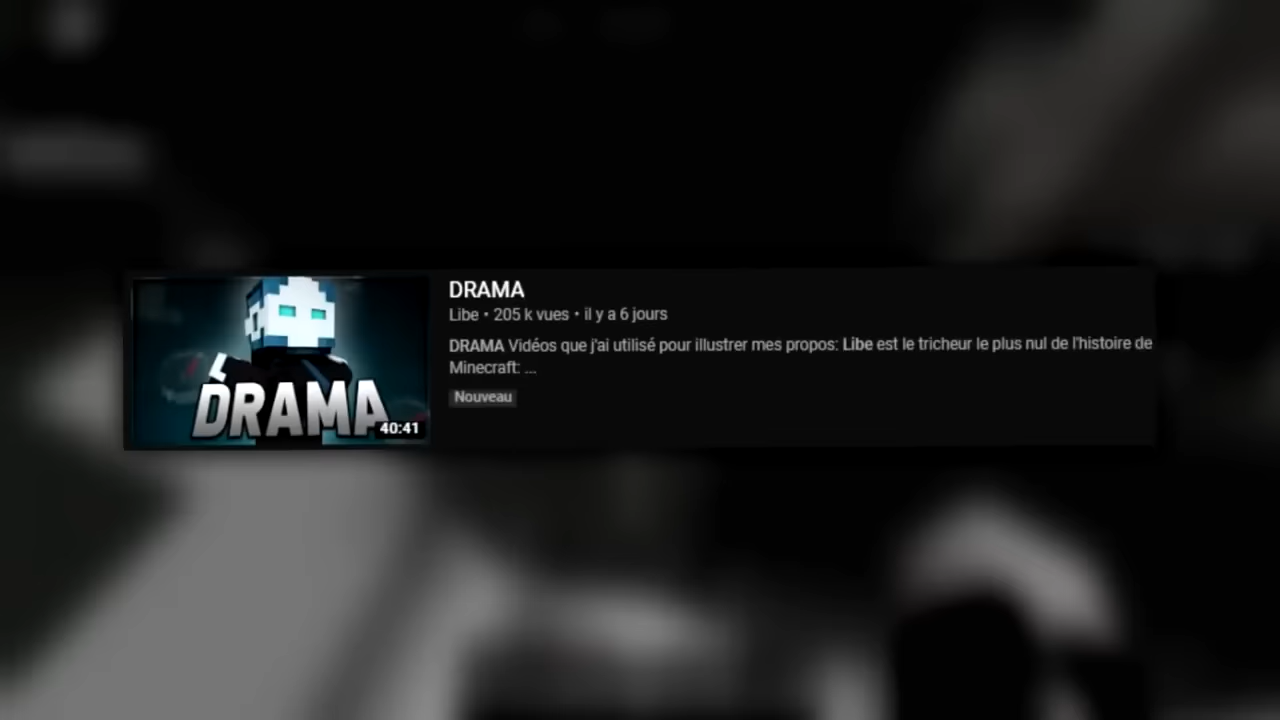 DRAMA
40:41
DRAMA
Libe • 205 k vues • il y a 6 jours
DRAMA Vidéos que j'ai utilisé pour illustrer mes propos: Libe est le tricheur le plus nul de l'histoire de
Minecraft: ...
Nouveau